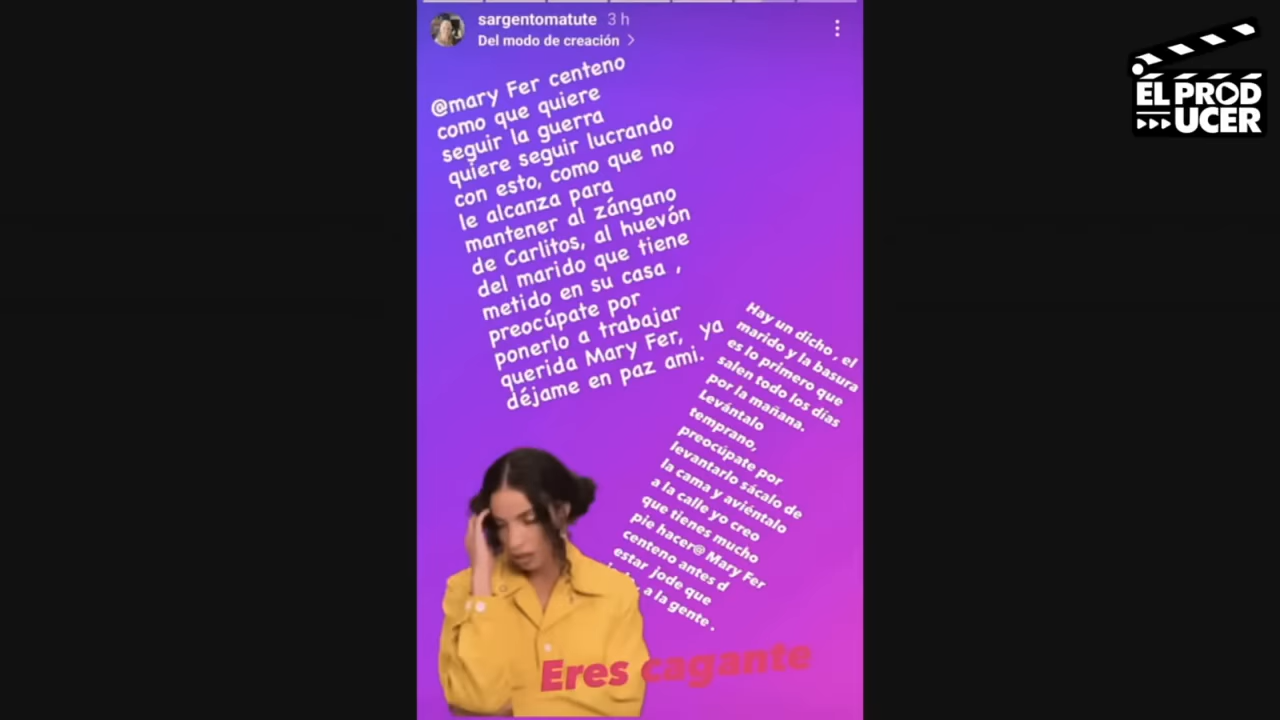 sargentomatute 3 h
Del modo de creación >
EL PROD
UCER
@mary Fer centeno
como que quiere
seguir la guerra
quiere seguir lucrando
con esto, como que no
le alcanza para
mantener al zángano
de Carlitos, al huevón
del marido que tiene
metido en su casa ,
preocúpate por
ponerlo a trabajar
querida Mary Fer, ya
déjame en paz ami.
Hay un dicho , el
marido y la basura
es lo primero que
salen todo los días
por la mañana.
Levántalo
temprano,
preocúpate por
levantarlo sácalo de
la cama y aviéntalo
a la calle yo creo
que tienes mucho
pie hacer@ Mary Fer
centeno antes d
estar jode que
a la gente .
Eres cagante